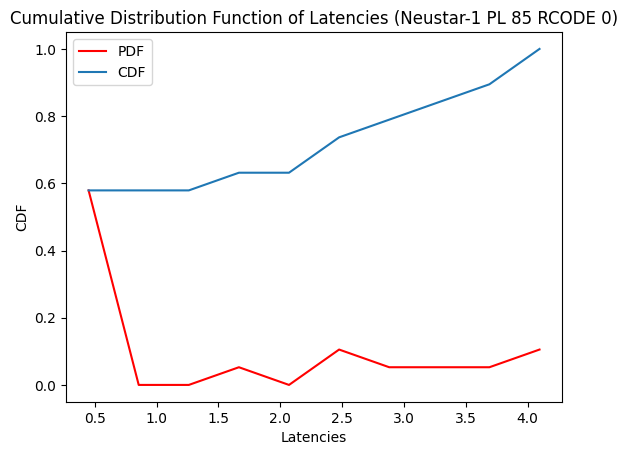 Cumulative Distribution Function of Latencies (Neustar-1 PL 85 RCODE 0)
PDF
CDF
1.0
0.8
0.6
0.4
0.2
0.0
CDF
0.5 1.0 1.5 2.0 2.5 3.0 3.5 4.0
Latencies